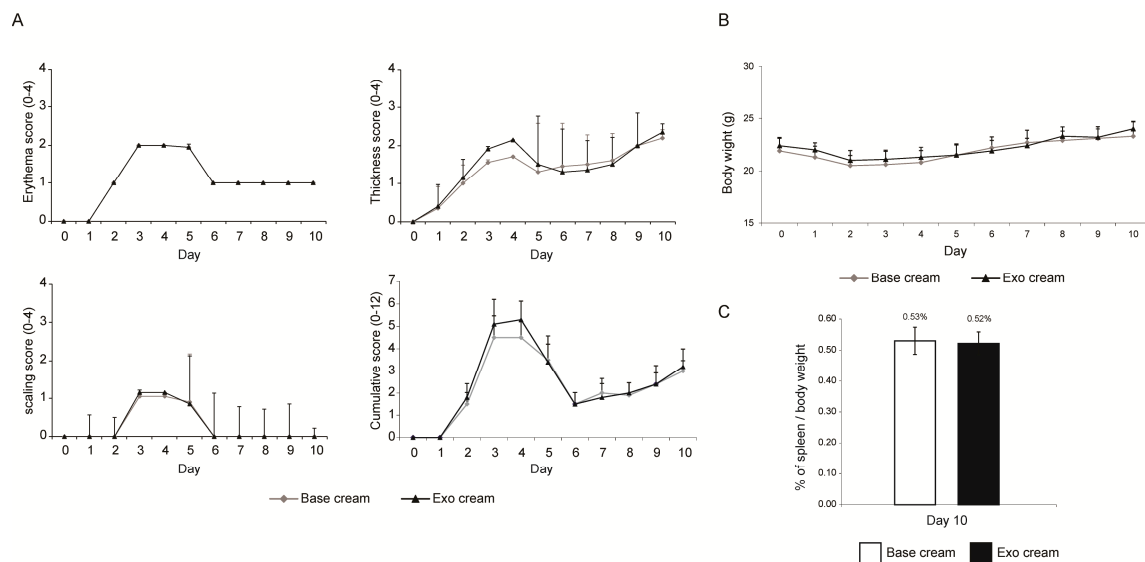 A
Erythema score (0-4)
4
3
2
1
0
0 1 2 3 4 5 6 7 8 9 10
Day
Thickness score (0-4)
4
3
2
1
0
0 1 2 3 4 5 6 7 8 9 10
Day
scaling score (0-4)
4
3
2
1
0
0 1 2 3 4 5 6 7 8 9 10
Day
Cumulative score (0-12)
7
6
5
4
3
2
1
0
0 1 2 3 4 5 6 7 8 9 10
Day
Base cream Exo cream
B
Body wight (g)
30
25
20
15
0 1 2 3 4 5 6 7 8 9 10
Day
Base cream Exo cream
C
% of spleen / body weight
0.60
0.50
0.40
0.30
0.20
0.10
0.00
0.53% 0.52%
Day 10
Base cream Exo cream